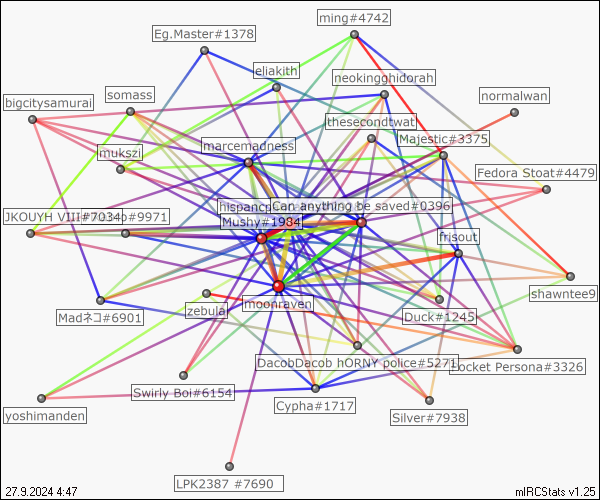 ming#4742
Eg.Master#1378
eliakith
neokingghidorah
somass
bigcitysamurai
normalwan
thesecondtwat
Majestic#3375
marcemadness
mukszi
Fedora Stoat#4479
Can anything be saved#0396
JKOUYH VIII#7034
#9971
Mushy#1984
frisout
shawntee9
moonraven
zebula
Madネコ#6901
Duck#1245
DacobDacob hORNY police#5271
Locket Persona#3326
Swirly Boi#6154
Cypha#1717
yoshimanden
Silver#7938
LPK2387 #7690
27.9.2024 4:47
mIRCStats v1.25